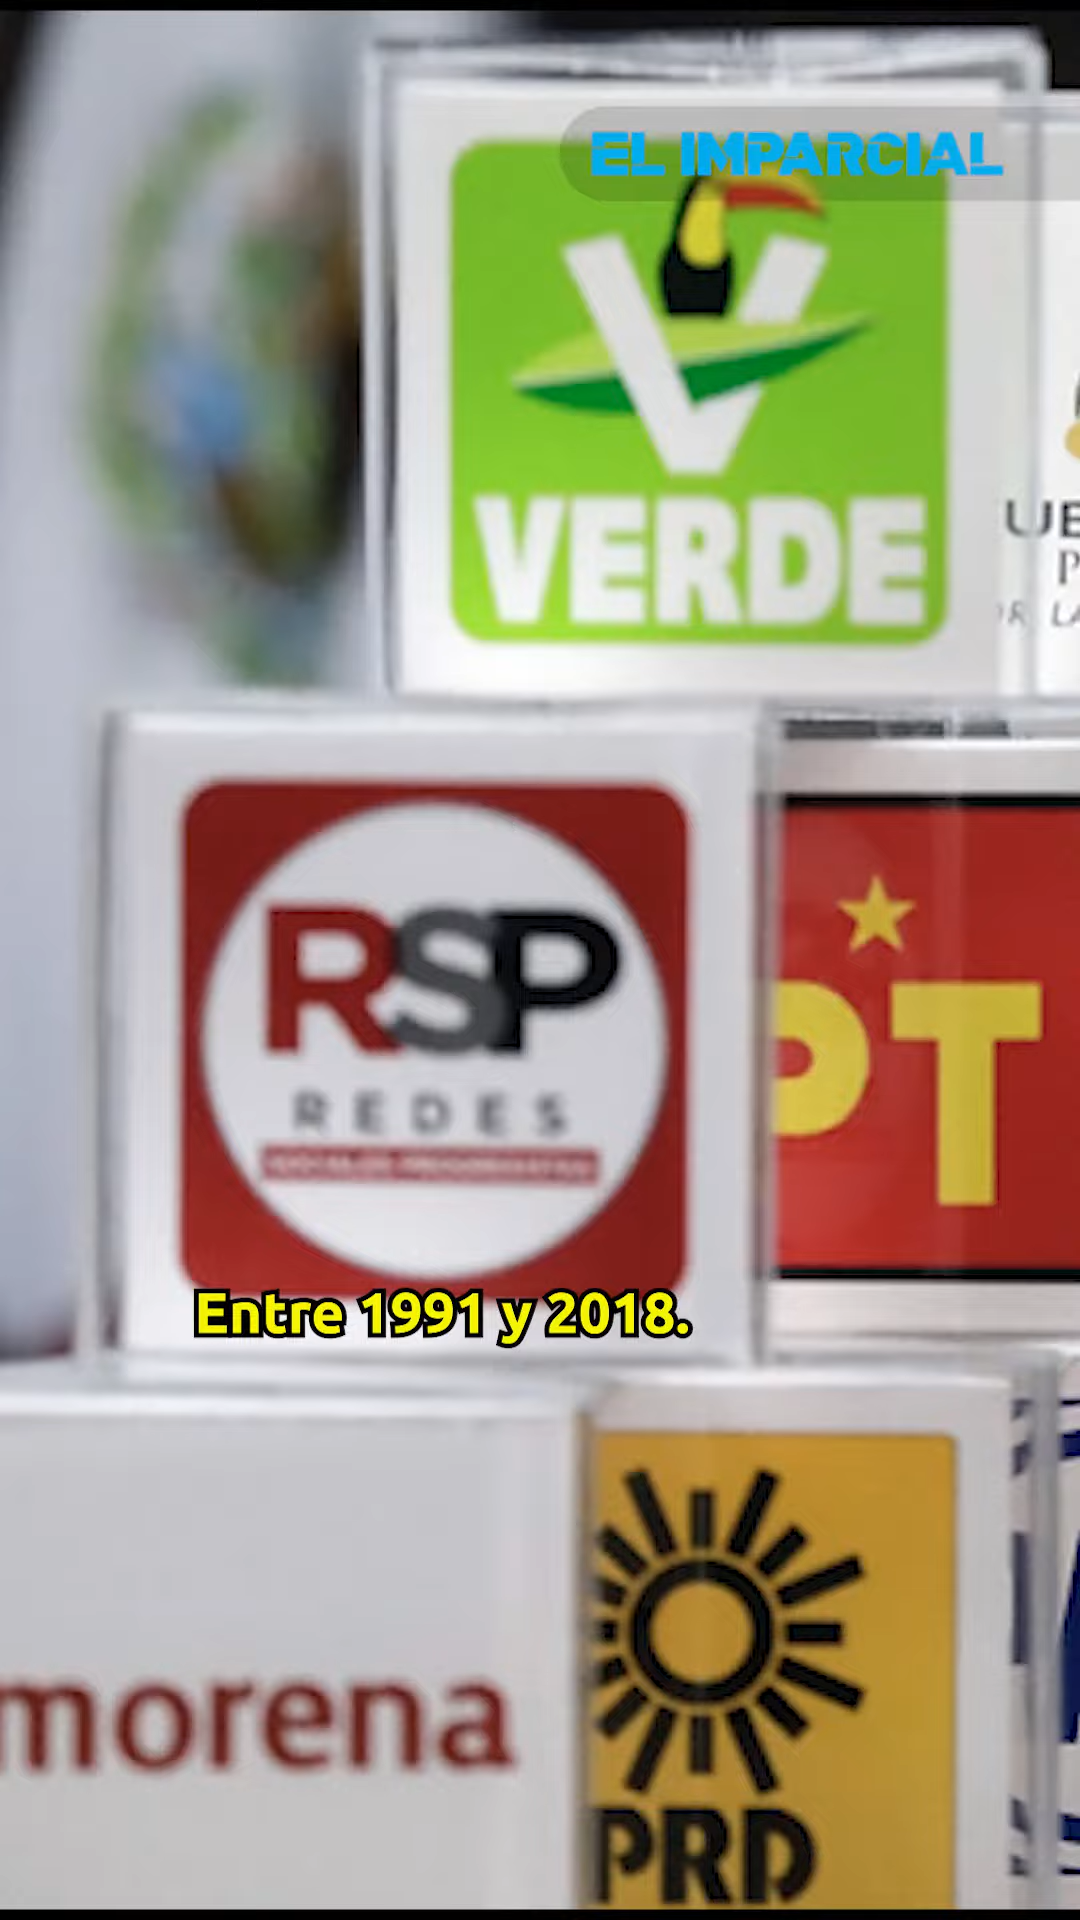 EL IMPARCIAL
V
VERDE
RSP
REDES
PT
Entre 1991 y 2018.
morena
PRD